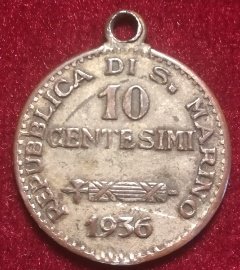 REPUBBLICA DI S. MARINO
10
CENTESIMI
1936